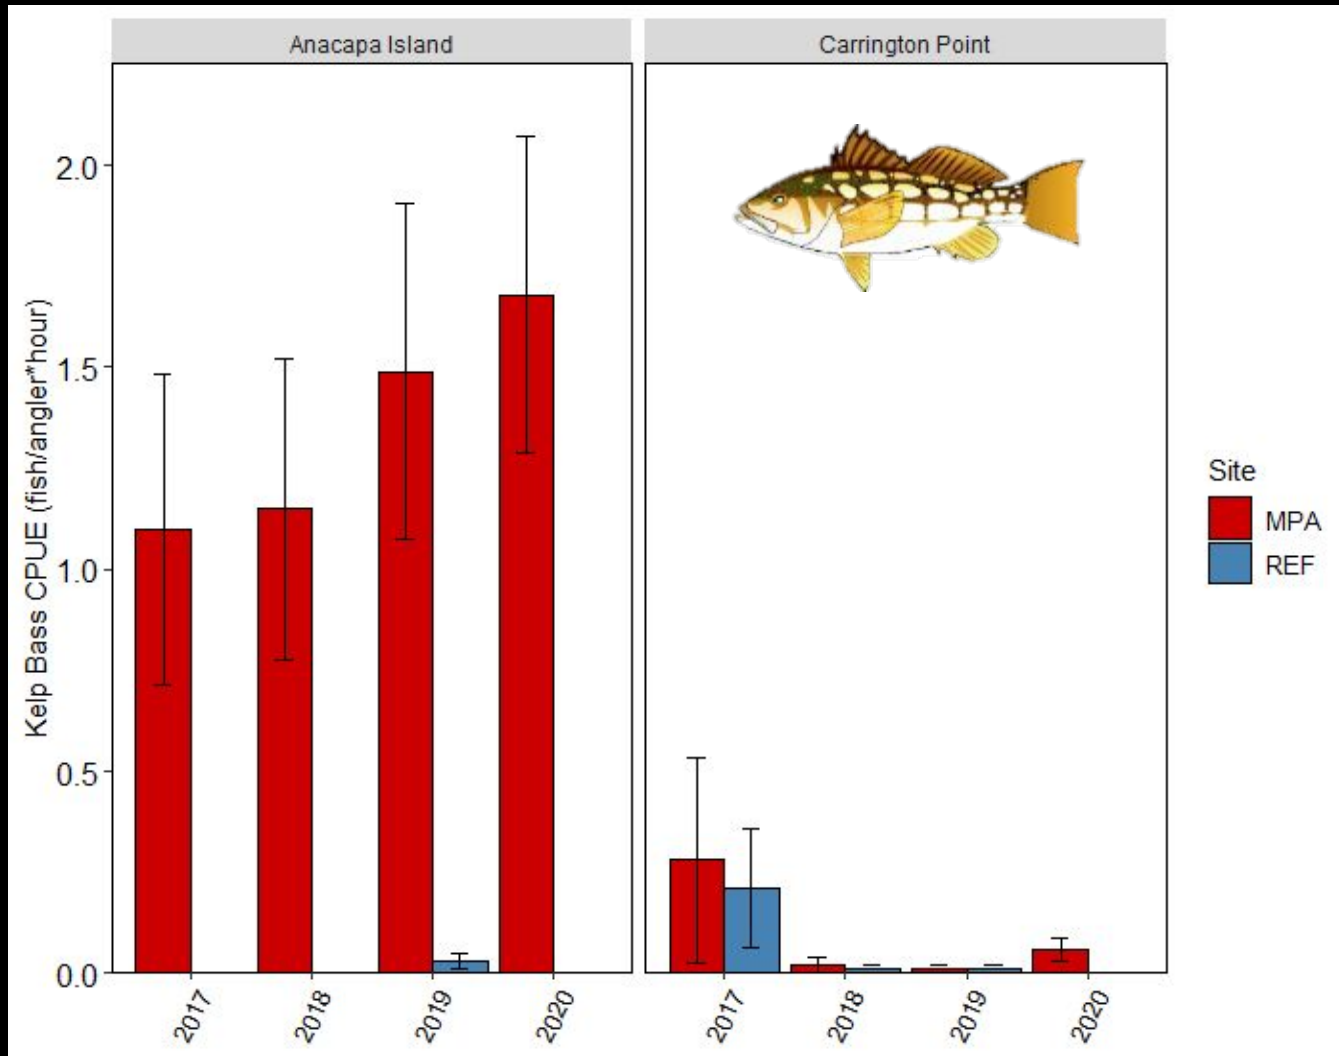 Anacapa Island
Carrington Point
Kelp Bass CPUE (fish/angler*hour)
2.0
1.5
1.0
0.5
0.0
2017
2018
2019
2020
2017
2018
2019
2020
Site
MPA
REF